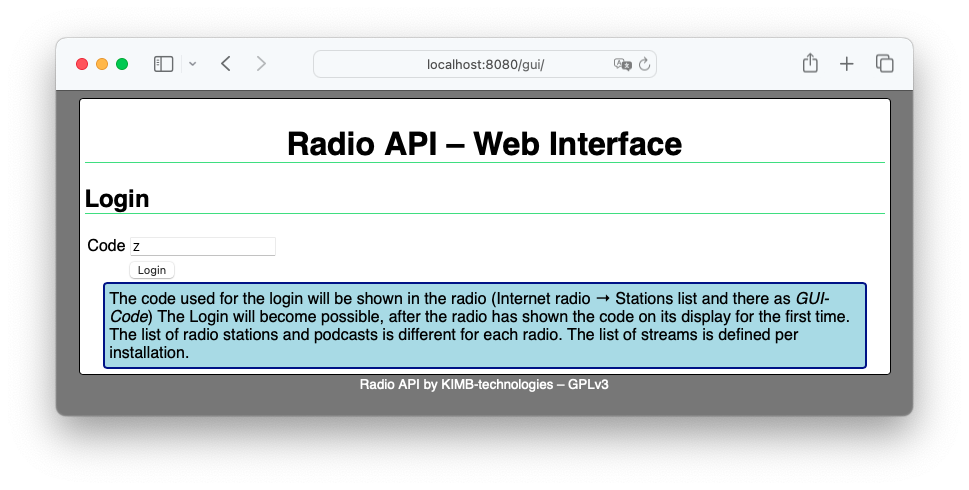 localhost:8080/gui/
Radio API – Web Interface
Login
Code z
Login
The code used for the login will be shown in the radio (Internet radio → Stations list and there as GUI-
Code) The Login will become possible, after the radio has shown the code on its display for the first time.
The list of radio stations and podcasts is different for each radio. The list of streams is defined per
installation.
Radio API by KIMB-technologies – GPLv3